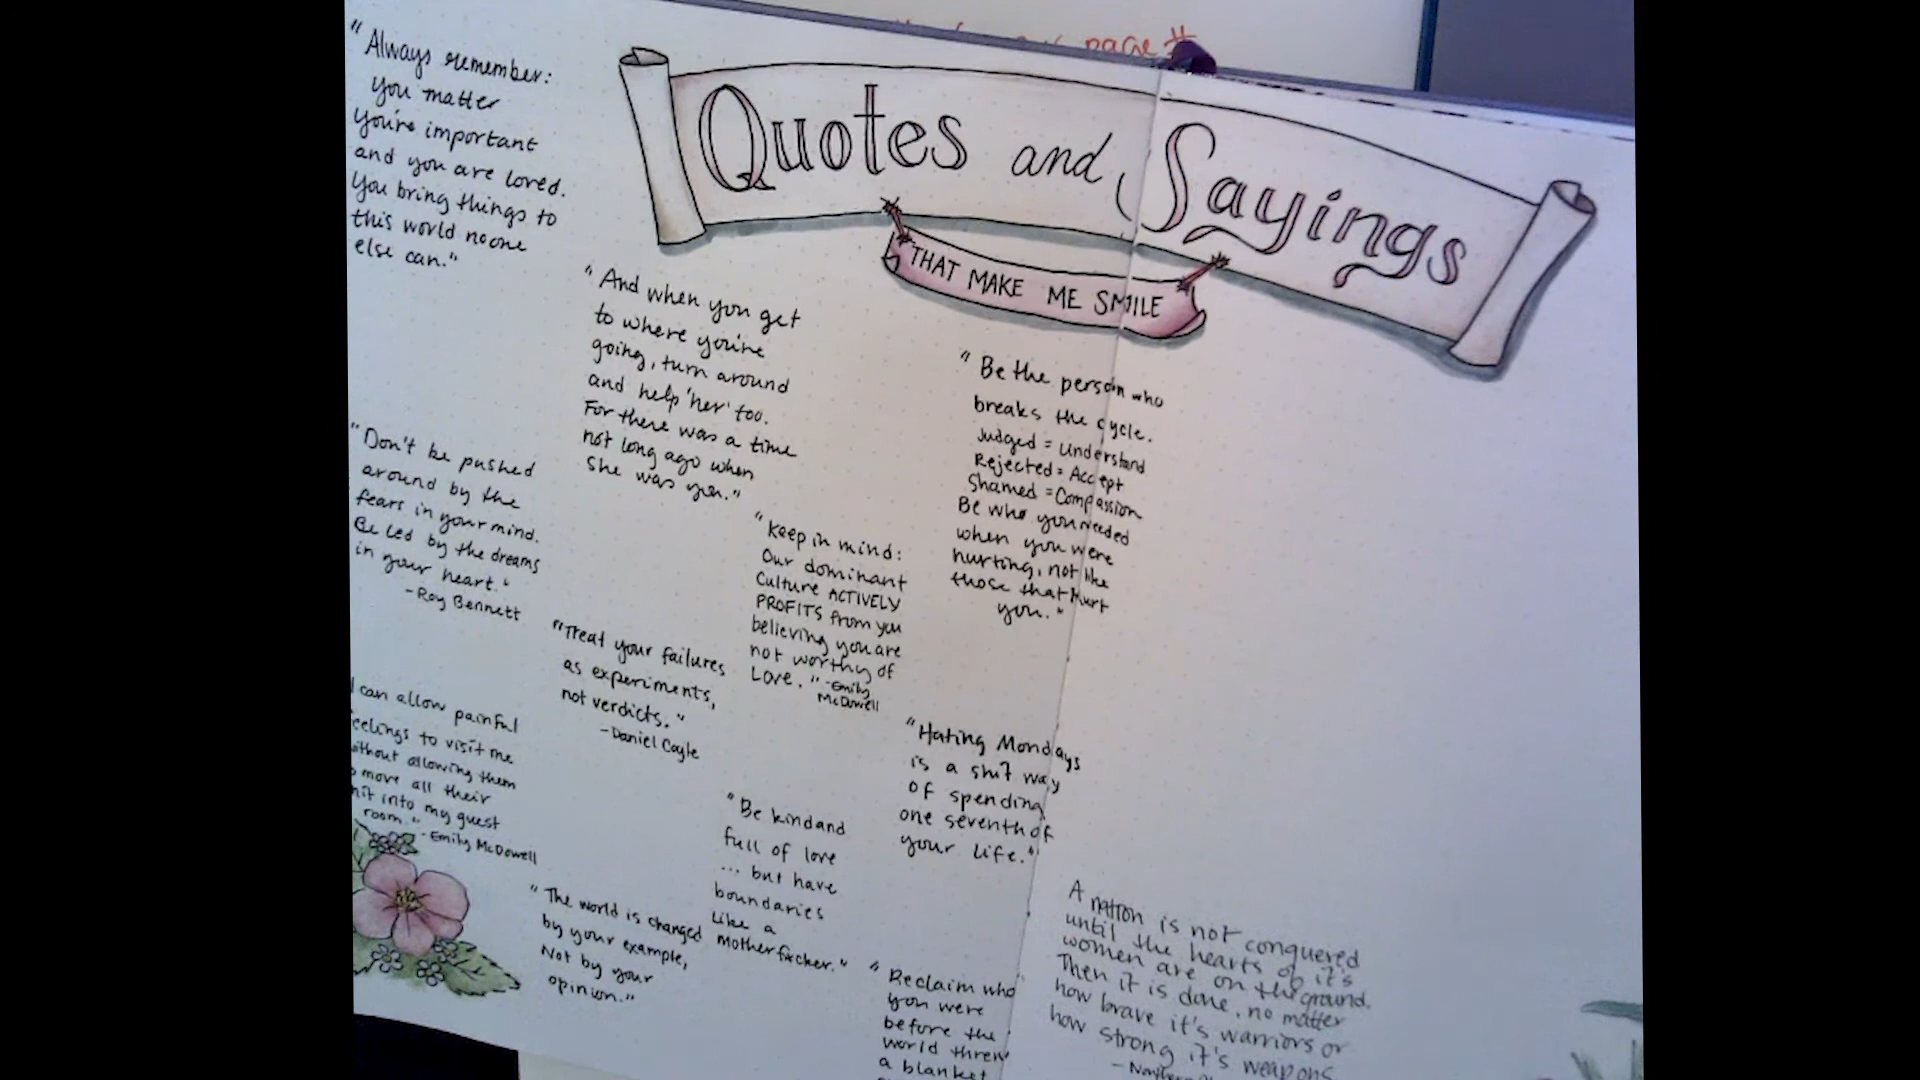 page #
Quotes and Sayings
THAT MAKE ME SMILE
"Always remember:
you matter
you're important
and you are loved.
You bring things to
this world no one
else can."
"And when you get
to where you're
going, turn around
and help 'her' too.
For there was a time
not long ago when
she was you."
"Be the person who
breaks the cycle.
Judged = Understand
Rejected = Accept
Shamed = Compassion
Be who you needed
when you were
hurting, not like
those that hurt
you."
"Don't be pushed
around by the
fears in your mind.
Be led by the dreams
in your heart."
-Roy Bennett
"Keep in mind:
Our dominant
Culture ACTIVELY
PROFITS from you
believing you are
not worthy of
Love." -Emily
McDowell
"Treat your failures
as experiments,
not verdicts."
-Daniel Coyle
I can allow painful
feelings to visit me
without allowing them
move all their
into my guest
room."
-Emily McDowell
"Hating Mondays
is a shit way
of spending
one seventh of
your life."
"Be kind and
full of love
... but have
boundaries
like a
Motherf*cker."
"The world is changed
by your example,
Not by your
opinion."
"Reclaim who
you were
before the
world threw
a blanket
A nation is not conquered
until the hearts of it's
women are on the ground.
Then it is done, no matter
how brave it's warriors or
how strong it's weapons